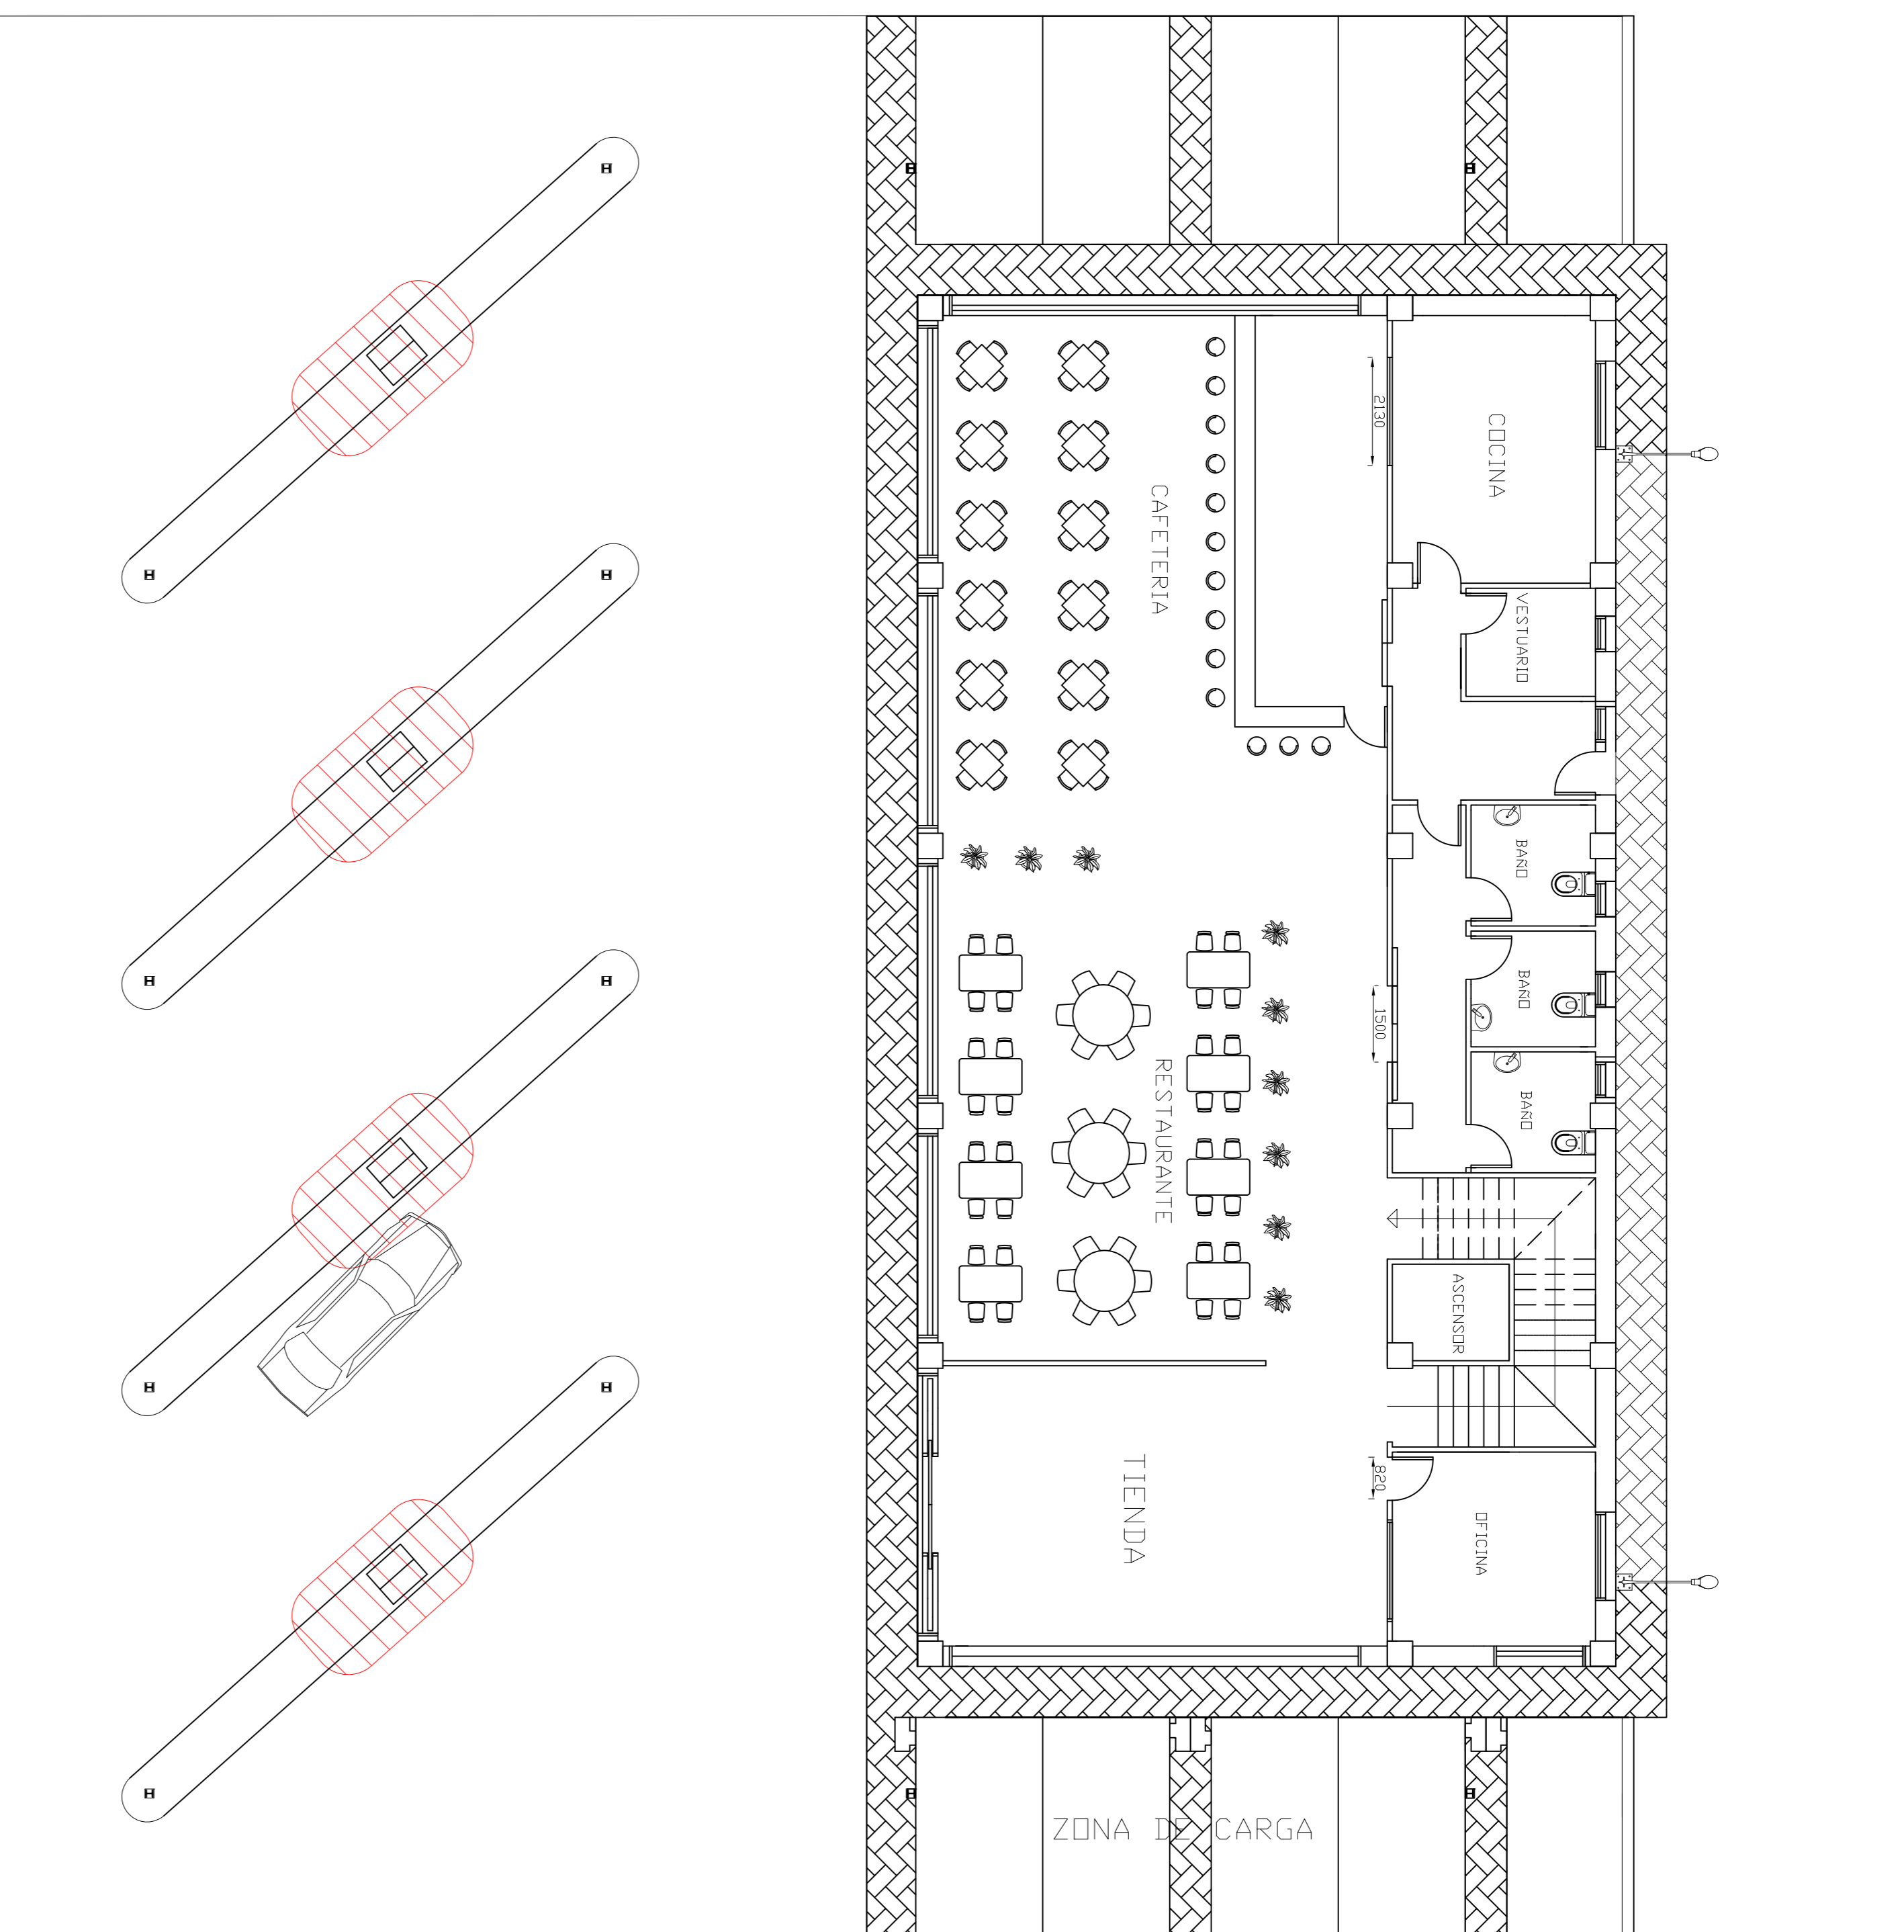 COCINA
2130
CAFETERIA
VESTUARIO
BAÑO
BAÑO
1500
RESTAURANTE
BAÑO
ASCENSOR
TIENDA
820
OFICINA
ZONA DE CARGA